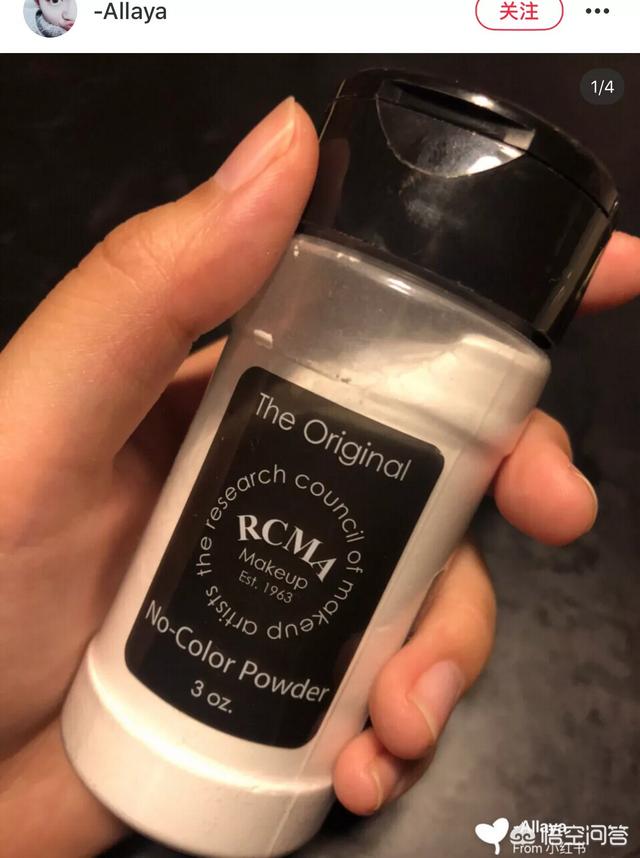 -Allaya
关注
1/4
The Original
the research council of makeup artists
RCMA
Makeup
Est. 1963
No-Color Powder
3 oz.
Allaya
悟空问答
From 小红书